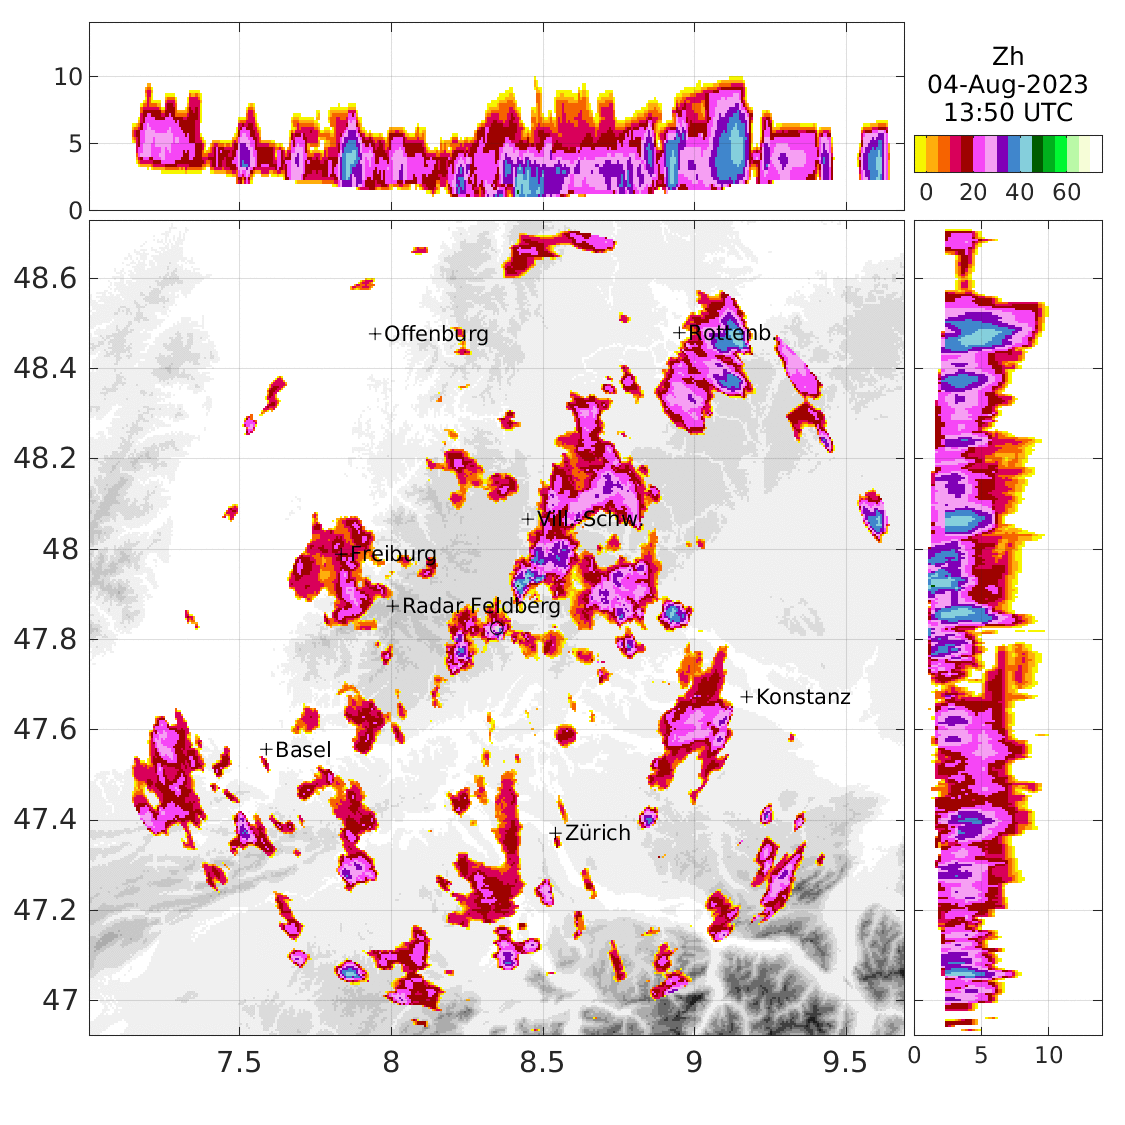 10
5
0
Zh
04-Aug-2023
13:50 UTC
0 20 40 60
48.6
48.4
48.2
48
47.8
47.6
47.4
47.2
47
+Offenburg
+Rottenb.
+Vill.-Schw.
+Freiburg
+Radar Feldberg
+Konstanz
+Basel
+Zürich
7.5 8 8.5 9 9.5
0 5 10